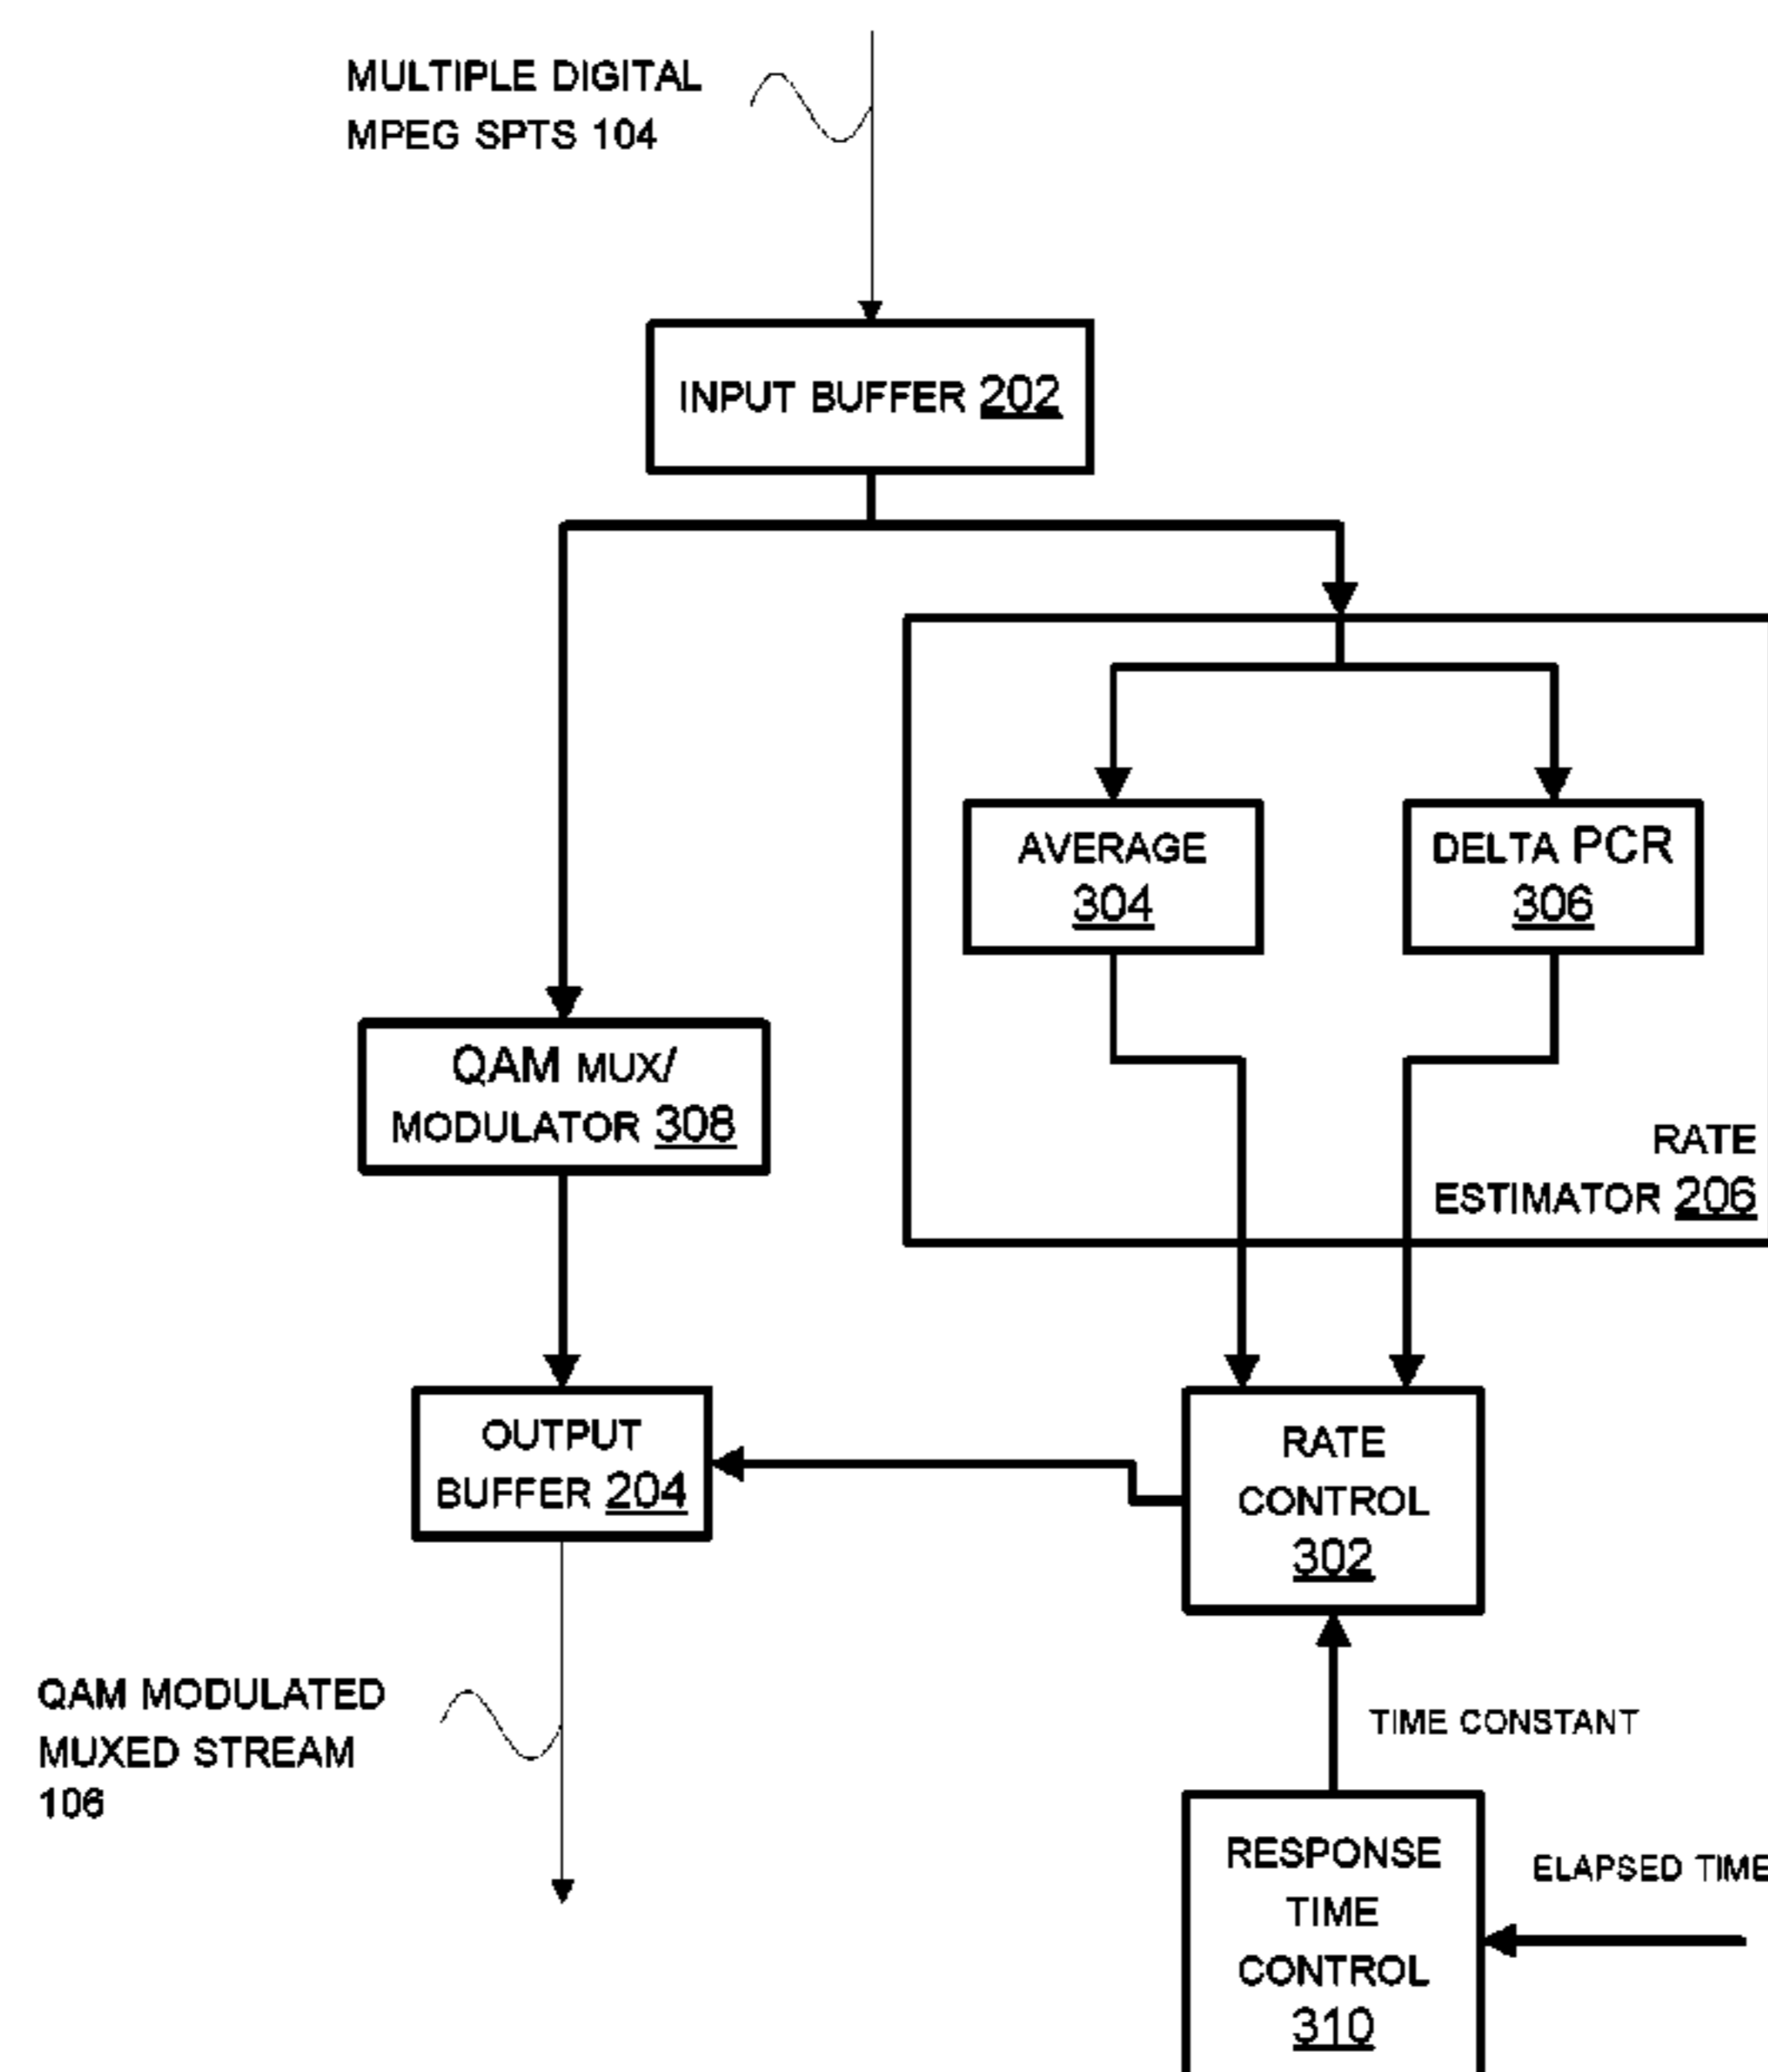 MULTIPLE DIGITAL
MPEG SPTS 104
INPUT BUFFER 202
AVERAGE
304
DELTA PCR
306
QAM MUX/
MODULATOR 308
RATE
ESTIMATOR 206
OUTPUT
BUFFER 204
RATE
CONTROL
302
QAM MODULATED
MUXED STREAM
106
TIME CONSTANT
RESPONSE
TIME
CONTROL
310
ELAPSED TIME